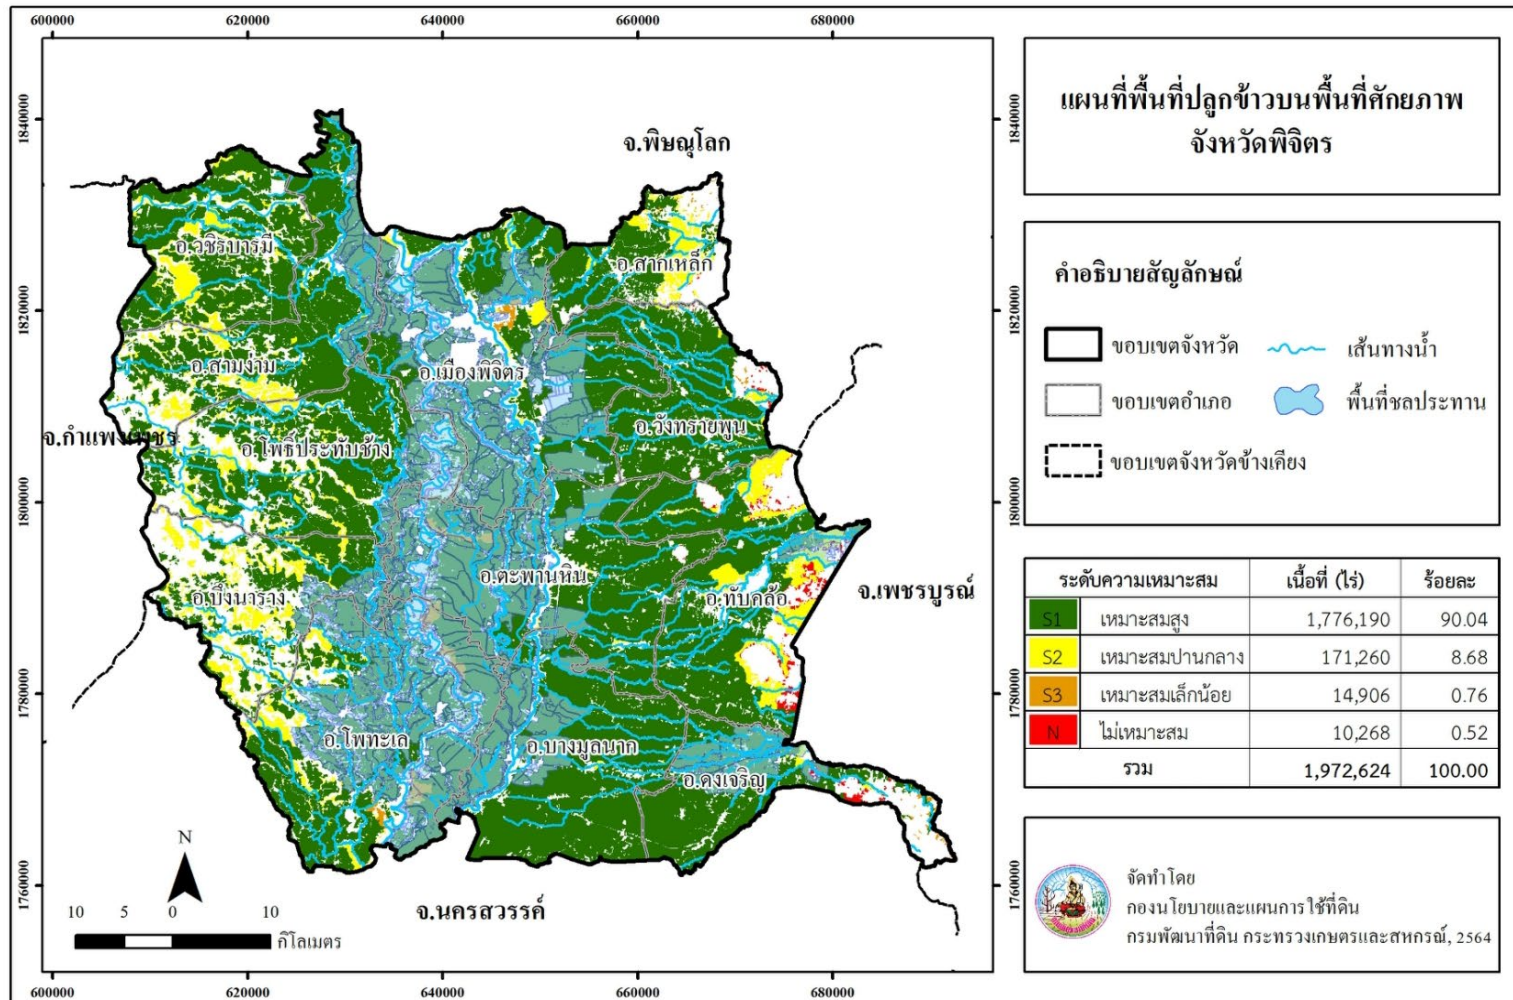 600000 620000 640000 660000 680000
1840000
1820000
1800000
1780000
1760000
จ.พิษณุโลก
อ.วชิรบารมี
อ.สากเหล็ก
อ.สามง่าม
อ.เมืองพิจิตร
จ.กำแพงเพชร
อ.โพธิ์ประทับช้าง
อ.วังทรายพูน
อ.ตะพานหิน
อ.บึงนาราง
อ.ทับคล้อ
จ.เพชรบูรณ์
อ.โพทะเล
อ.บางมูลนาก
อ.ดงเจริญ
จ.นครสวรรค์
N
10 5 0 10
กิโลเมตร
1840000
1820000
1800000
1780000
1760000
600000 620000 640000 660000 680000
แผนที่พื้นที่ปลูกข้าวบนพื้นที่ศักยภาพ
จังหวัดพิจิตร
คำอธิบายสัญลักษณ์
ขอบเขตจังหวัด เส้นทางน้ำ
ขอบเขตอำเภอ พื้นที่ชลประทาน
ขอบเขตจังหวัดข้างเคียง
ระดับความเหมาะสม เนื้อที่ (ไร่) ร้อยละ
S1 เหมาะสมสูง 1,776,190 90.04
S2 เหมาะสมปานกลาง 171,260 8.68
S3 เหมาะสมเล็กน้อย 14,906 0.76
N ไม่เหมาะสม 10,268 0.52
รวม 1,972,624 100.00
จัดทำโดย
กองนโยบายและแผนการใช้ที่ดิน
กรมพัฒนาที่ดิน กระทรวงเกษตรและสหกรณ์, 2564